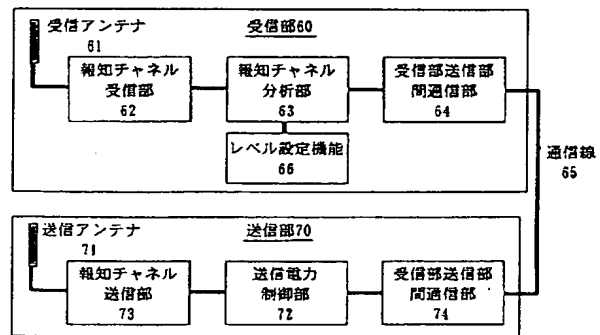 受信アンテナ
61
受信部60
報知チャネル
受信部
62
報知チャネル
分析部
63
受信部送信部
間通信部
64
レベル設定機能
66
通信線
65
送信アンテナ
71
送信部70
報知チャネル
送信部
73
送信電力
制御部
72
受信部送信部
間通信部
74